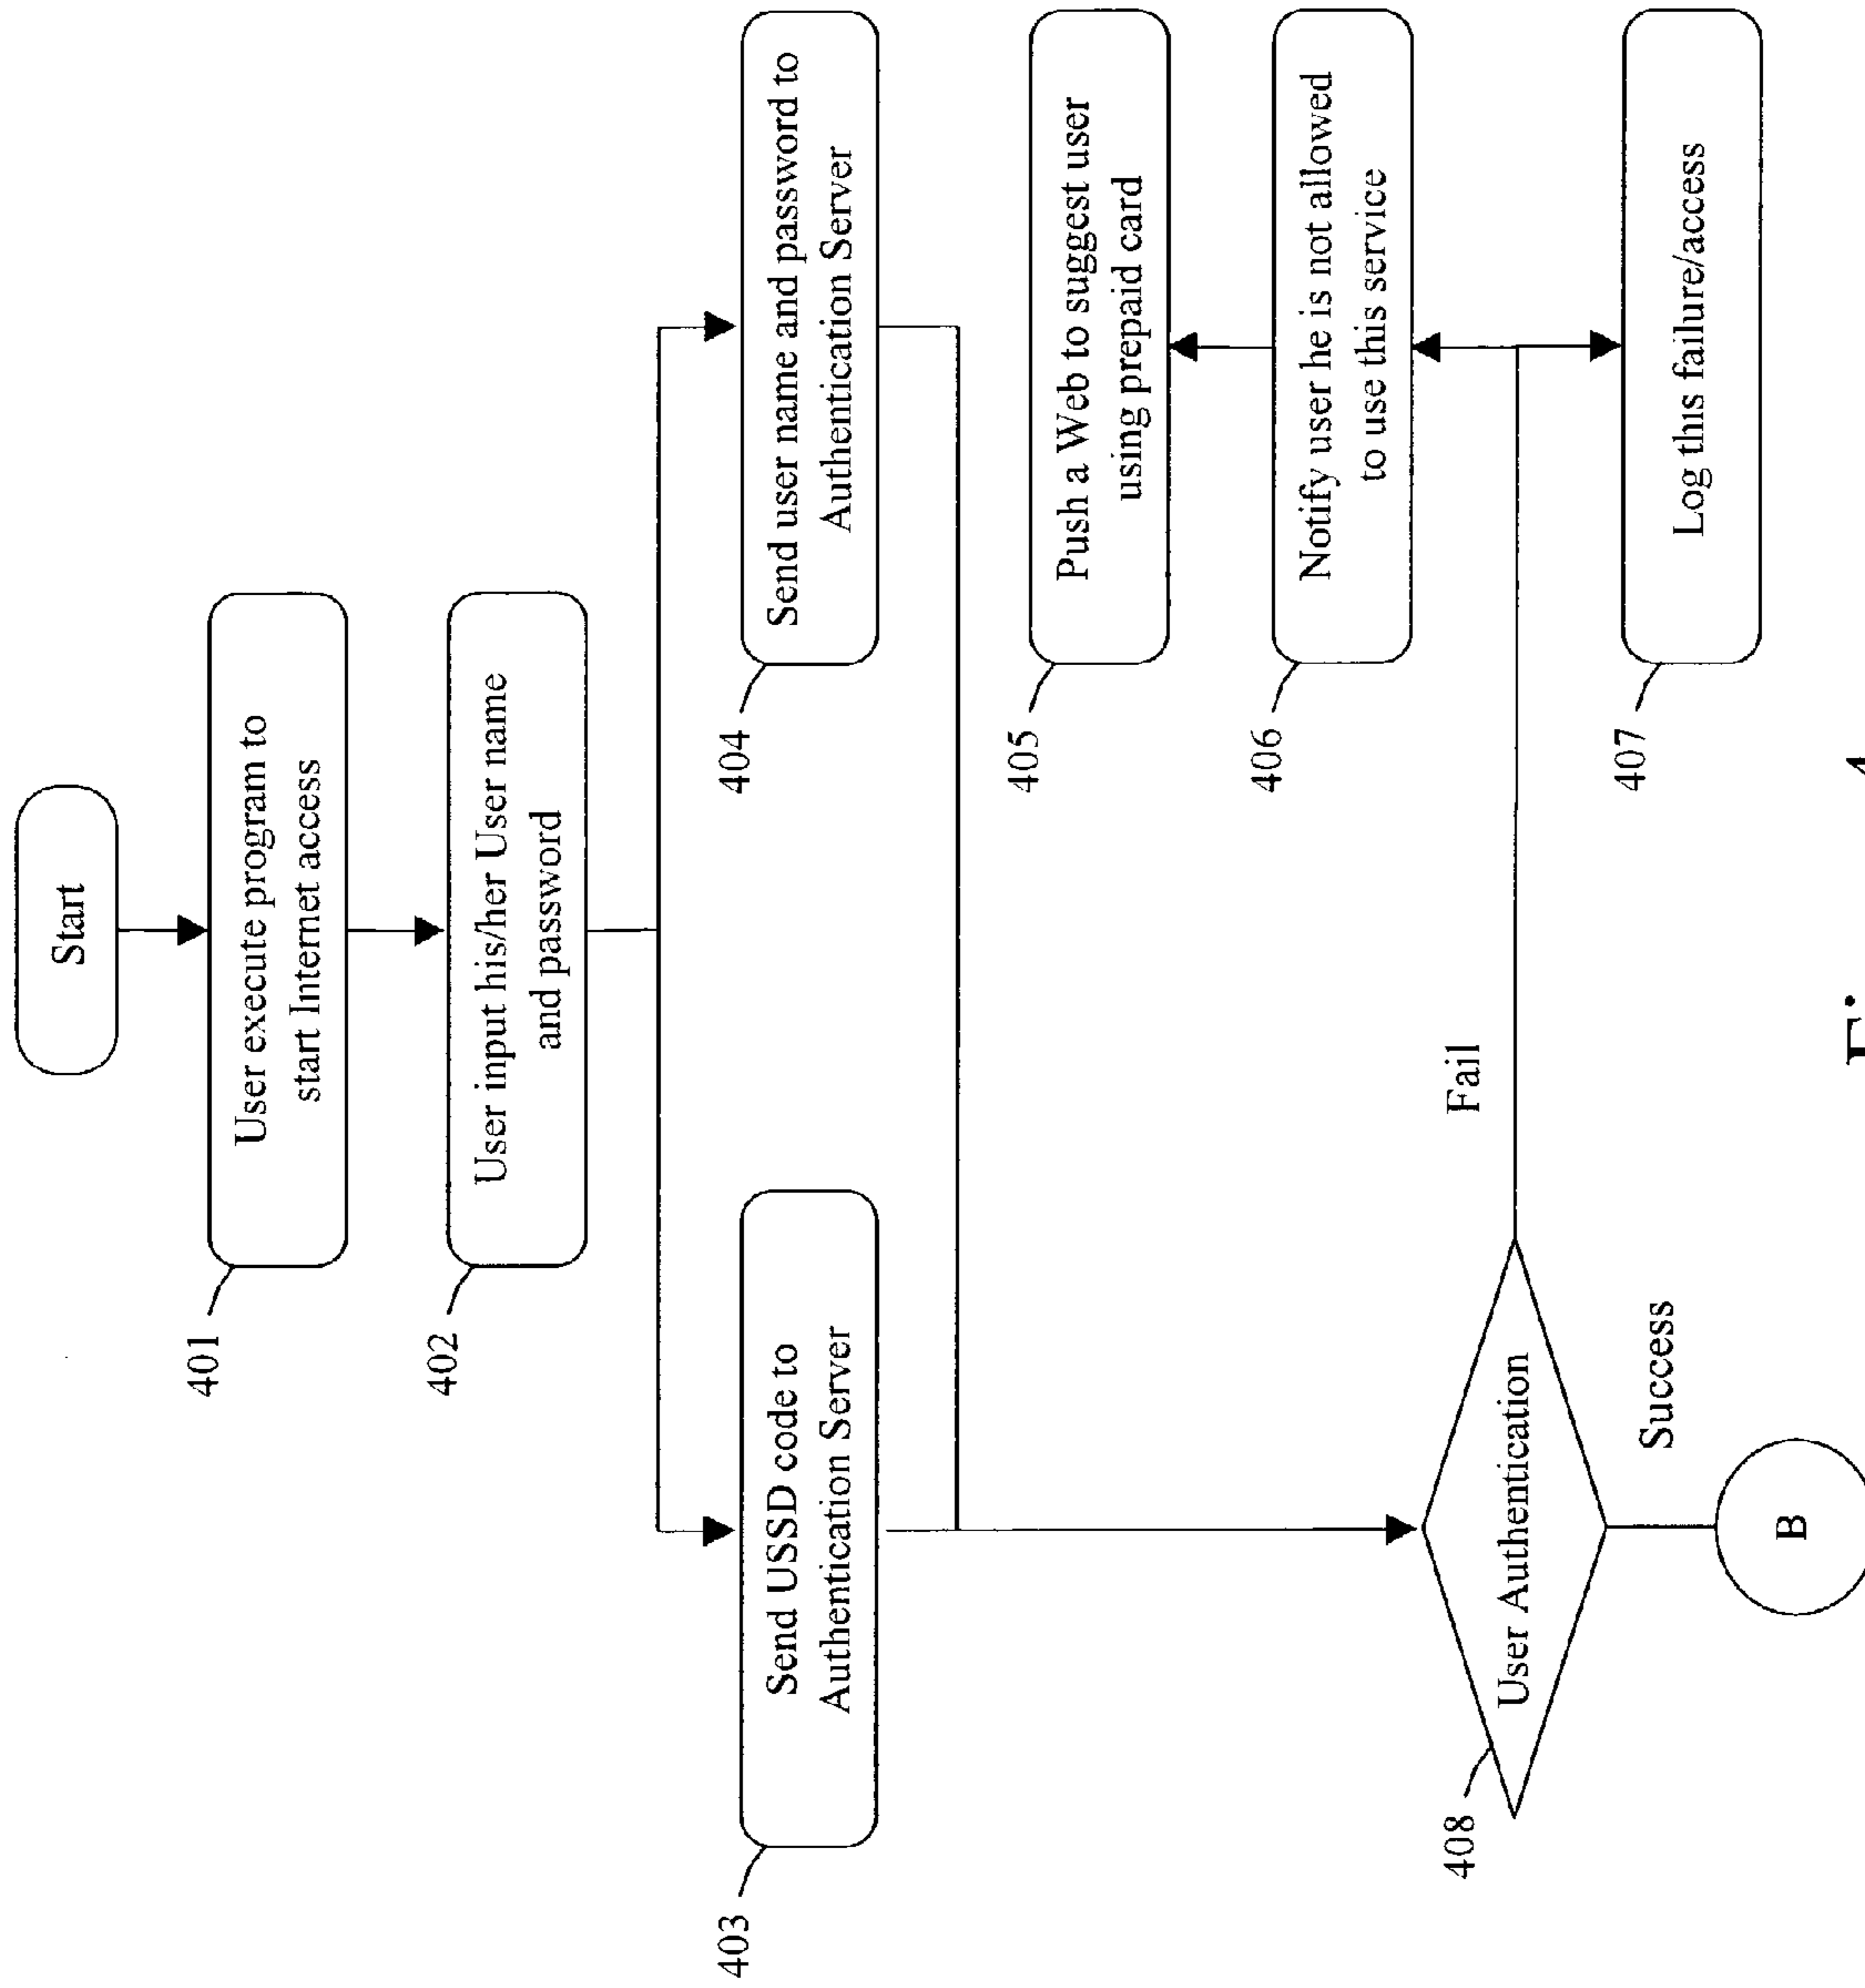 Start
401
User execute program to
start Internet access
402
User input his/her User name
and password
403
Send USSD code to
Authentication Server
404
Send user name and password to
Authentication Server
405
Push a Web to suggest user
using prepaid card
406
Notify user he is not allowed
to use this service
408
User Authentication
Fail
407
Log this failure/access
Success
B